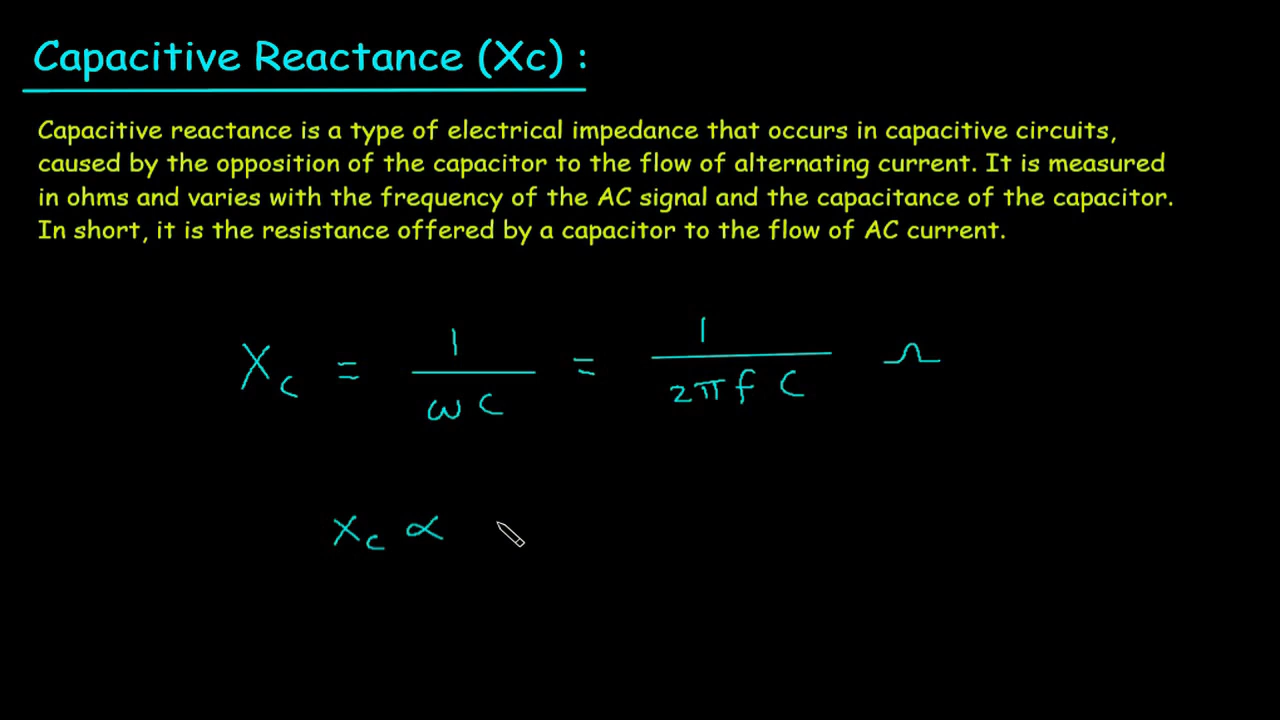 Capacitive Reactance (Xc) :
Capacitive reactance is a type of electrical impedance that occurs in capacitive circuits,
caused by the opposition of the capacitor to the flow of alternating current. It is measured
in ohms and varies with the frequency of the AC signal and the capacitance of the capacitor.
In short, it is the resistance offered by a capacitor to the flow of AC current.
Xc = 1/ωC = 1/2πfC Ω
Xc ∝